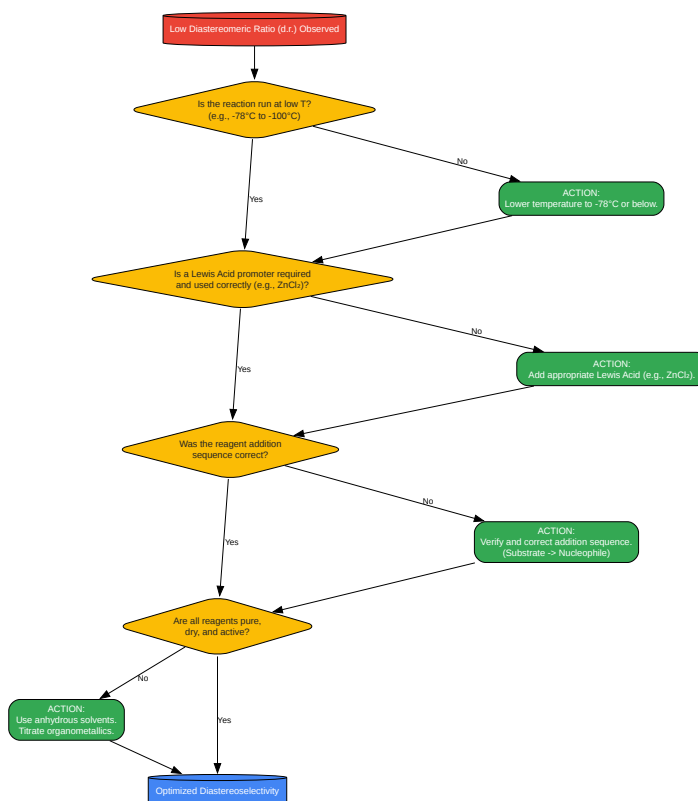 Low Diastereomeric Ratio (d.r.) Observed
Is the reaction run at low T?
(e.g., -78°C to -100°C)
No
ACTION:
Lower temperature to -78°C or below.
Yes
Is a Lewis Acid promoter required
and used correctly (e.g., ZnCl₂)?
No
ACTION:
Add appropriate Lewis Acid (e.g., ZnCl₂).
Yes
Was the reagent addition
sequence correct?
No
ACTION:
Verify and correct addition sequence.
(Substrate -> Nucleophile)
Yes
Are all reagents pure,
dry, and active?
No
ACTION:
Use anhydrous solvents.
Titrate organometallics.
Yes
Optimized Diastereoselectivity